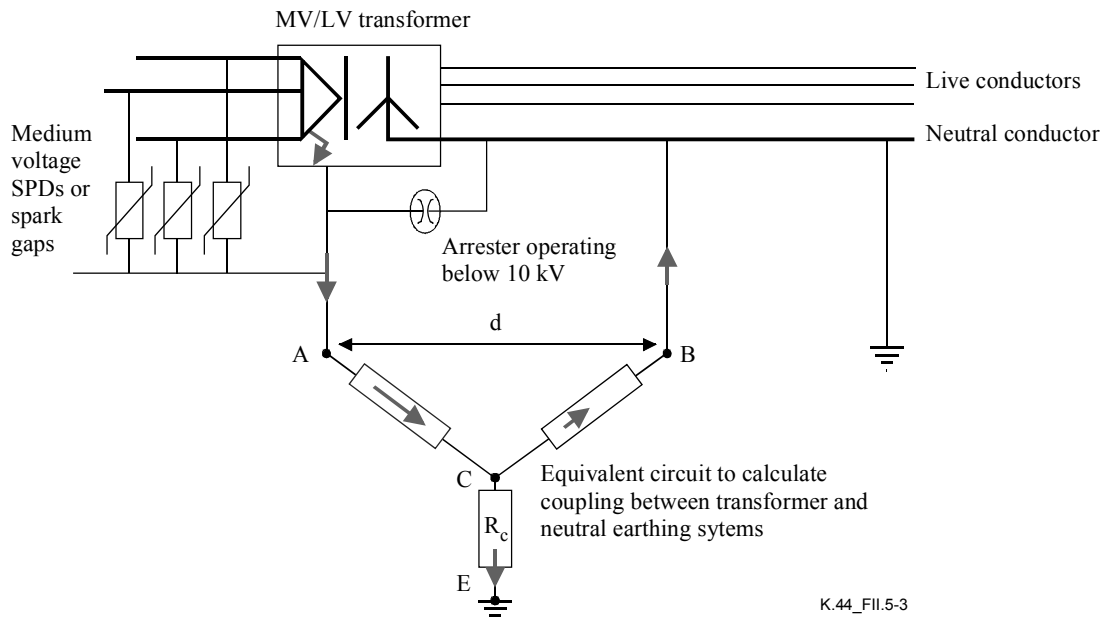 MV/LV transformer
Live conductors
Neutral conductor
Medium
voltage
SPDs or
spark
gaps
Arrester operating
below 10 kV
d
A
B
C
Equivalent circuit to calculate
coupling between transformer and
neutral earthing sytems
Rc
E
K.44_FII.5-3